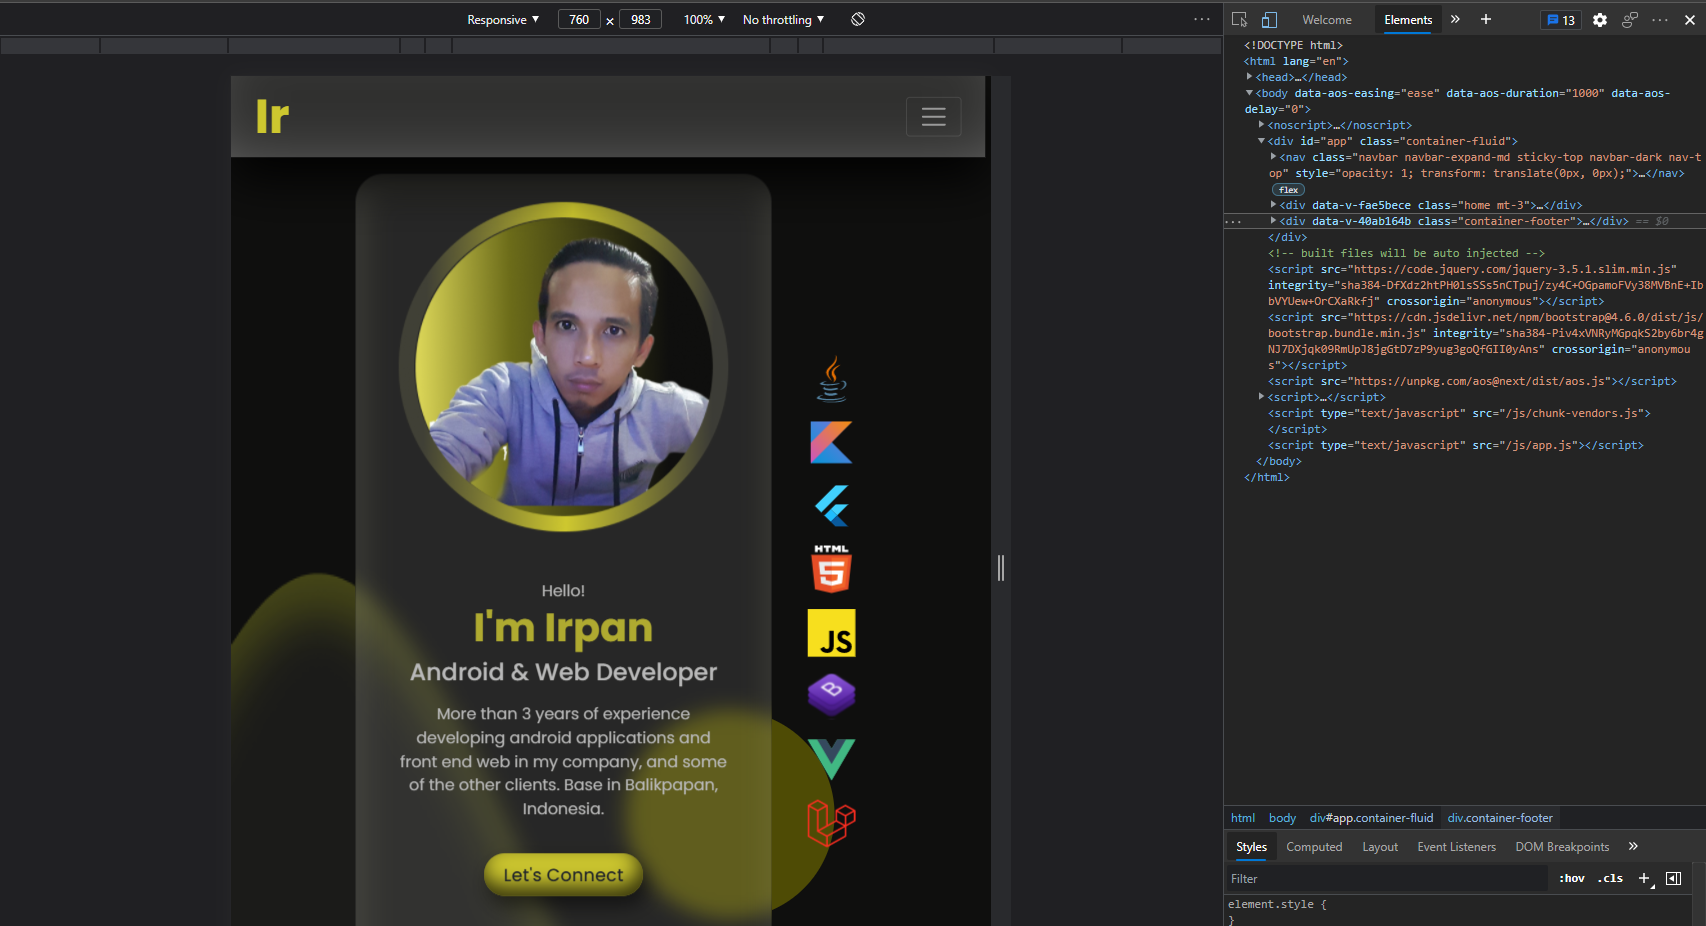 Responsive ▼ 760 × 983 100% ▼ No throttling ▼ ...
Welcome Elements » + 13 ... ×
Ir
Hello!
I'm Irpan
Android & Web Developer
More than 3 years of experience
developing android applications and
front end web in my company, and some
of the other clients. Base in Balikpapan,
Indonesia.
Let's Connect
HTML
5
JS
B
<!DOCTYPE html>
<html lang="en">
<head>…</head>
<body data-aos-easing="ease" data-aos-duration="1000" data-aos-
delay="0">
<noscript>…</noscript>
<div id="app" class="container-fluid">
<nav class="navbar navbar-expand-md sticky-top navbar-dark nav-t
op" style="opacity: 1; transform: translate(0px, 0px);">…</nav>
flex
<div data-v-fae5bece class="home mt-3">…</div>
... <div data-v-40ab164b class="container-footer">…</div> == $0
</div>
<!-- built files will be auto injected -->
<script src="https://code.jquery.com/jquery-3.5.1.slim.min.js"
integrity="sha384-DfXdz2htPH0lsSSs5nCTpuj/zy4C+OGpamoFVy38MVBnE+Ib
bVYUew+OrCXaRkfj" crossorigin="anonymous"></script>
<script src="https://cdn.jsdelivr.net/npm/bootstrap@4.6.0/dist/js/
bootstrap.bundle.min.js" integrity="sha384-Piv4xVNRyMGpqkS2by6br4g
NJ7DXjqk09RmUpJ8jgGtD7zP9yug3goQfGII0yAns" crossorigin="anonymou
s"></script>
<script src="https://unpkg.com/aos@next/dist/aos.js"></script>
<script>…</script>
<script type="text/javascript" src="/js/chunk-vendors.js">
</script>
<script type="text/javascript" src="/js/app.js"></script>
</body>
</html>
html body div#app.container-fluid div.container-footer
Styles Computed Layout Event Listeners DOM Breakpoints »
Filter :hov .cls +
element.style {
}